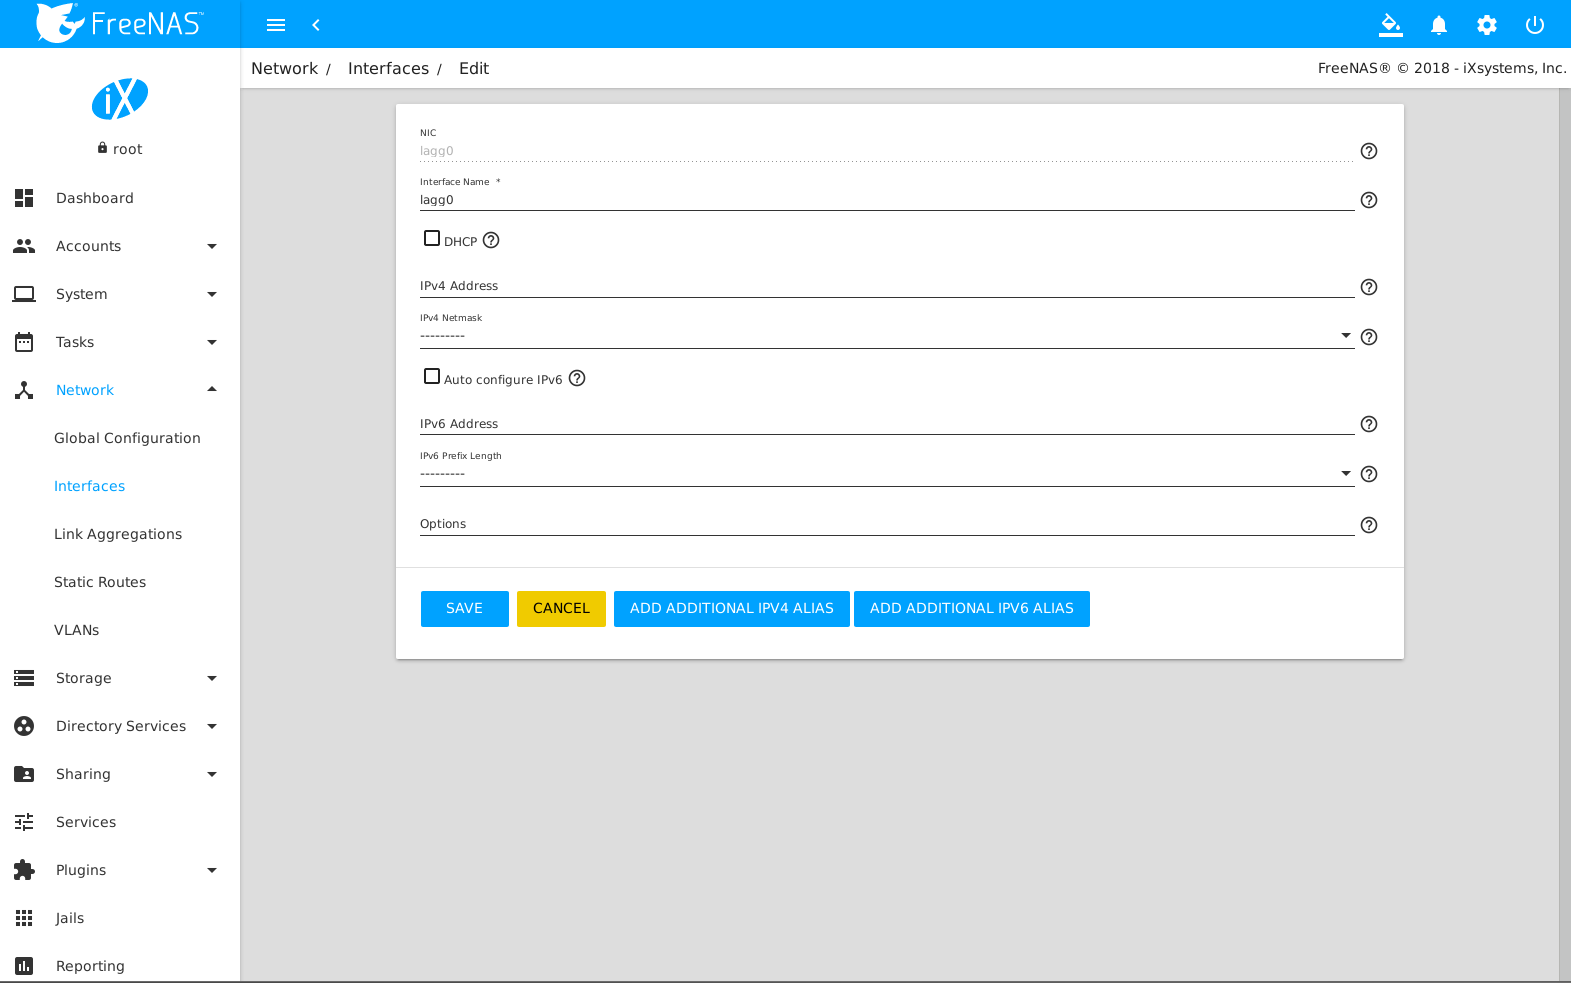 FreeNAS™
Network / Interfaces / Edit
FreeNAS® © 2018 - iXsystems, Inc.
iX
root
Dashboard
Accounts
System
Tasks
Network
Global Configuration
Interfaces
Link Aggregations
Static Routes
VLANs
Storage
Directory Services
Sharing
Services
Plugins
Jails
Reporting
NIC
lagg0
Interface Name *
lagg0
DHCP
IPv4 Address
IPv4 Netmask
---------
Auto configure IPv6
IPv6 Address
IPv6 Prefix Length
---------
Options
SAVE CANCEL ADD ADDITIONAL IPV4 ALIAS ADD ADDITIONAL IPV6 ALIAS